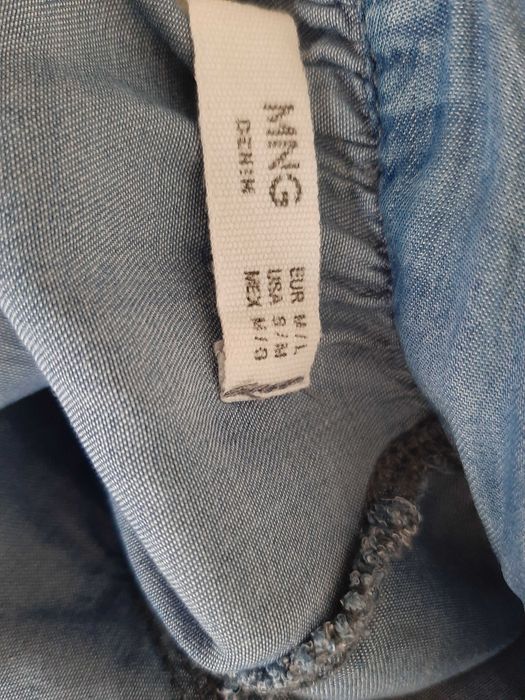 MNG
DENIM
EUR M/L
USA S/M
MEX M/G